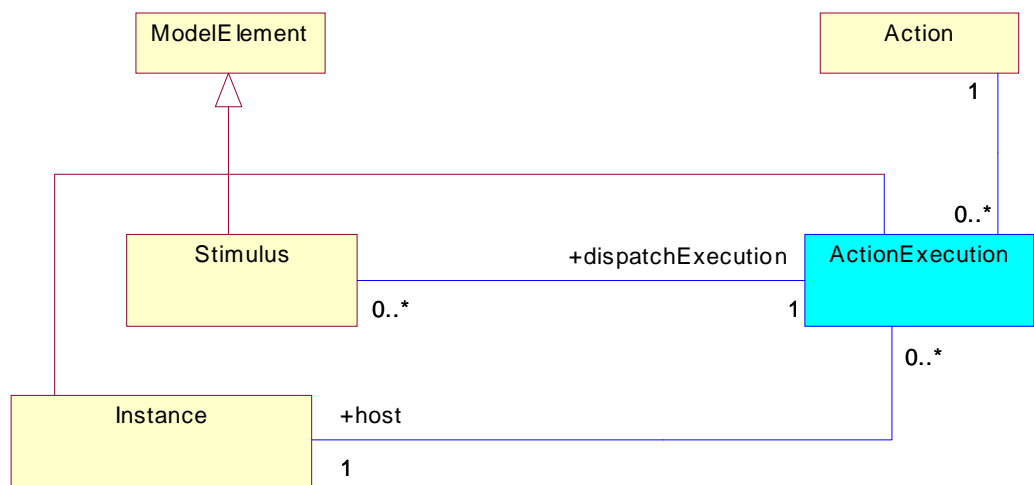 ModelElement
Action
1
0..*
Stimulus
+dispatchExecution
ActionExecution
0..*
1
0..*
Instance
+host
1